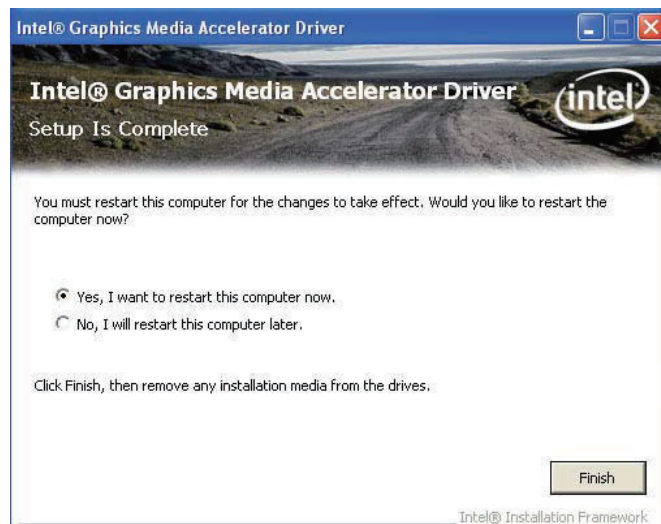 Intel® Graphics Media Accelerator Driver
Intel® Graphics Media Accelerator Driver
intel
Setup Is Complete
You must restart this computer for the changes to take effect. Would you like to restart the
computer now?
Yes, I want to restart this computer now.
No, I will restart this computer later.
Click Finish, then remove any installation media from the drives.
Finish
Intel® Installation Framework